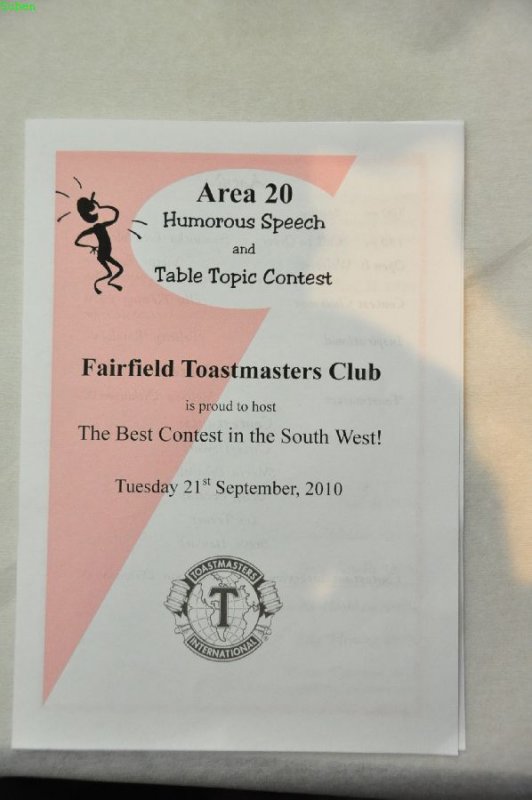 Suben
Area 20
Humorous Speech
and
Table Topic Contest
Fairfield Toastmasters Club
is proud to host
The Best Contest in the South West!
Tuesday 21st September, 2010
TOASTMASTERS
T
INTERNATIONAL